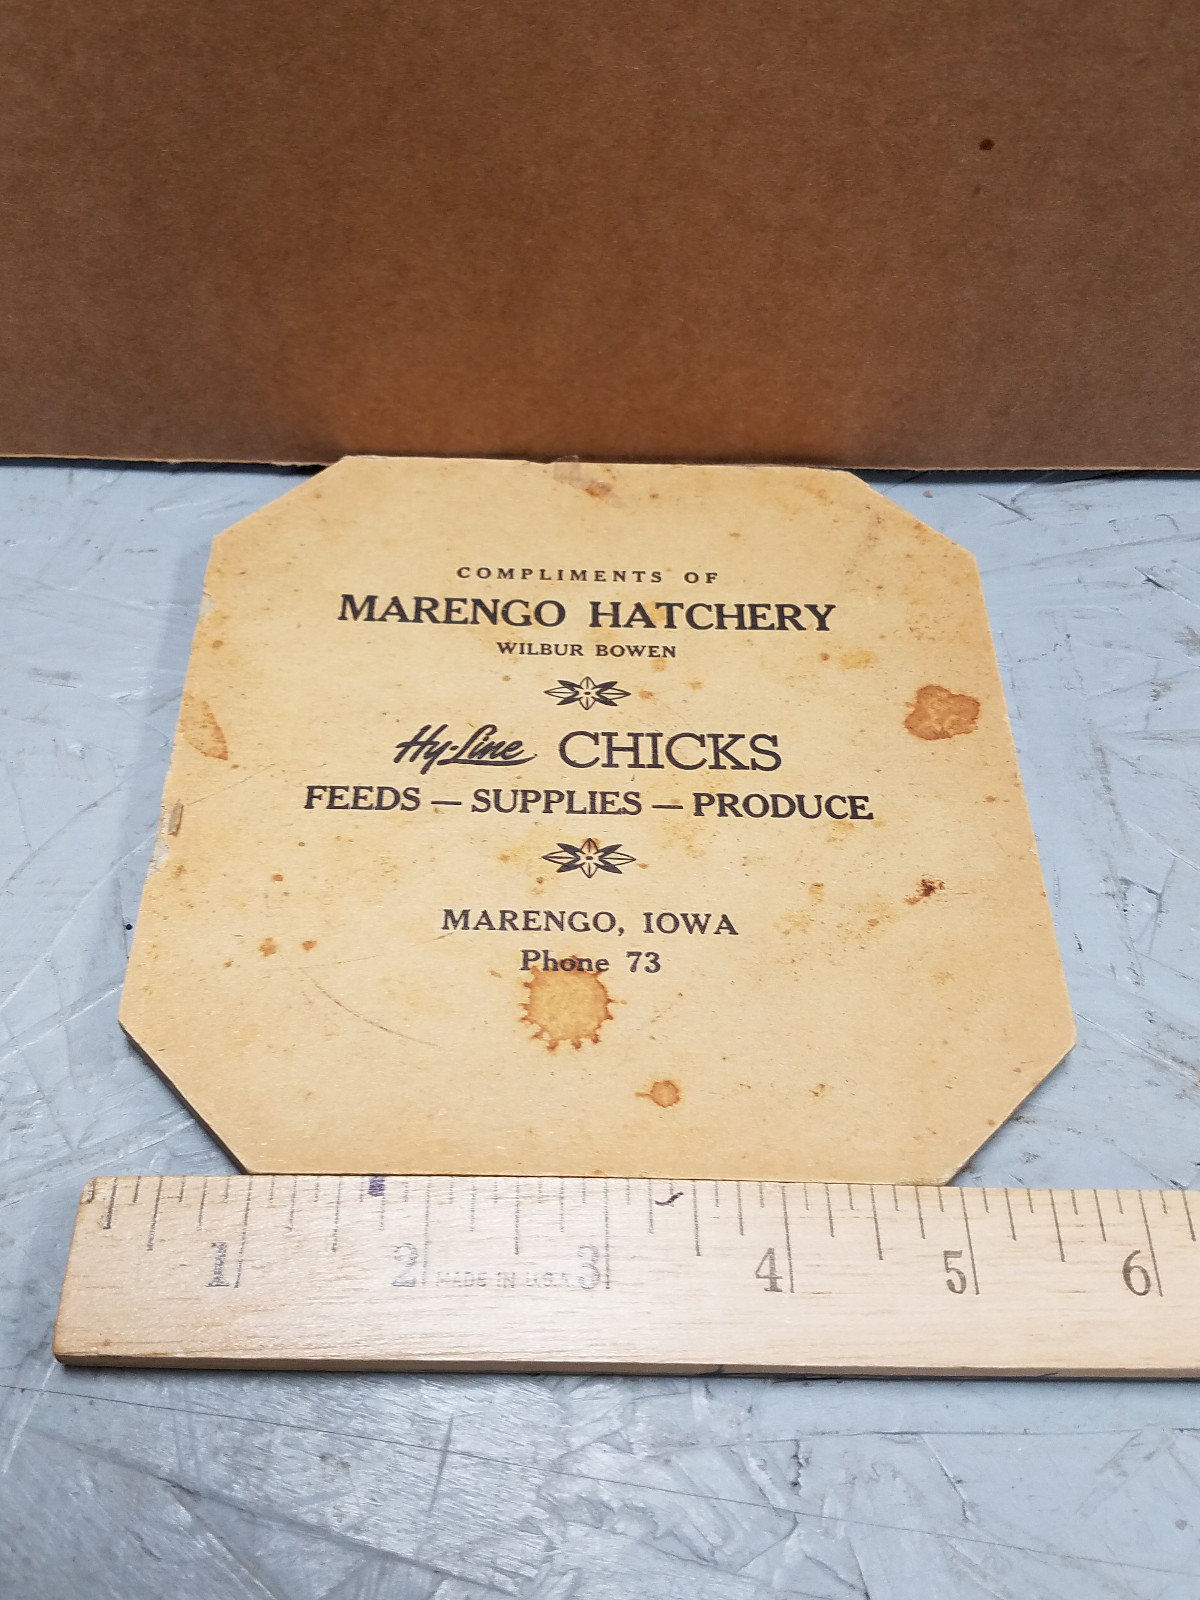 COMPLIMENTS OF
MARENGO HATCHERY
WILBUR BOWEN
Hy-Line CHICKS
FEEDS — SUPPLIES — PRODUCE
MARENGO, IOWA
Phone 73
1 2 3 4 5 6
MADE IN U.S.A.